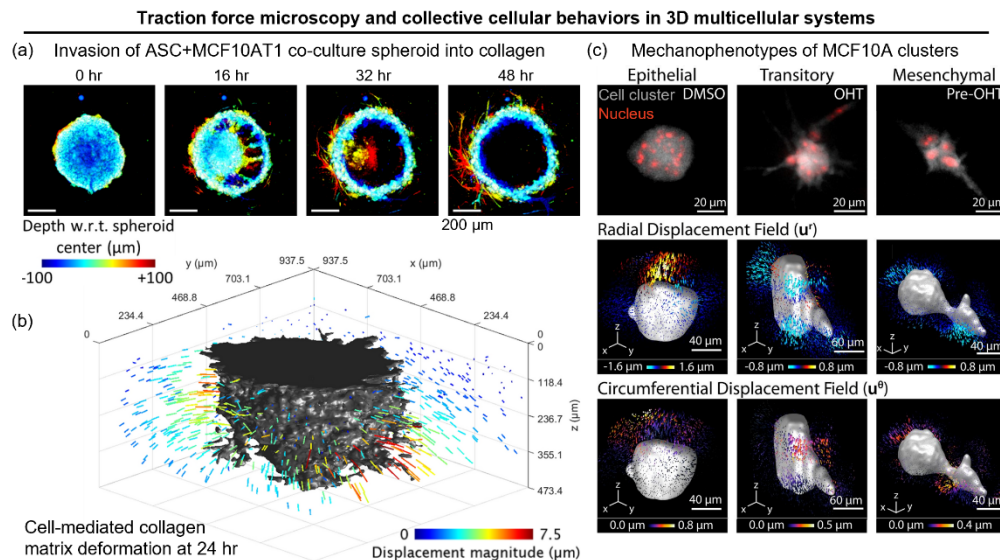 Traction force microscopy and collective cellular behaviors in 3D multicellular systems
(a) Invasion of ASC+MCF10AT1 co-culture spheroid into collagen
0 hr 16 hr 32 hr 48 hr
200 μm
Depth w.r.t. spheroid
center (μm)
-100 +100
(b)
y (μm) x (μm)
937.5 937.5
703.1 703.1
468.8 468.8
234.4 234.4
0 0
0
118.4
236.7
355.1
473.4
z (μm)
Cell-mediated collagen
matrix deformation at 24 hr
0 7.5
Displacement magnitude (μm)
(c) Mechanophenotypes of MCF10A clusters
Epithelial Transitory Mesenchymal
Cell cluster DMSO OHT Pre-OHT
Nucleus
20 μm 20 μm 20 μm
Radial Displacement Field (uʳ)
z z z
x y x y x y
40 μm 60 μm 40 μm
-1.6 μm 1.6 μm -0.8 μm 0.8 μm -0.8 μm 0.8 μm
Circumferential Displacement Field (uᶿ)
z z z
x y x y x y
40 μm 60 μm 40 μm
0.0 μm 0.8 μm 0.0 μm 0.5 μm 0.0 μm 0.4 μm